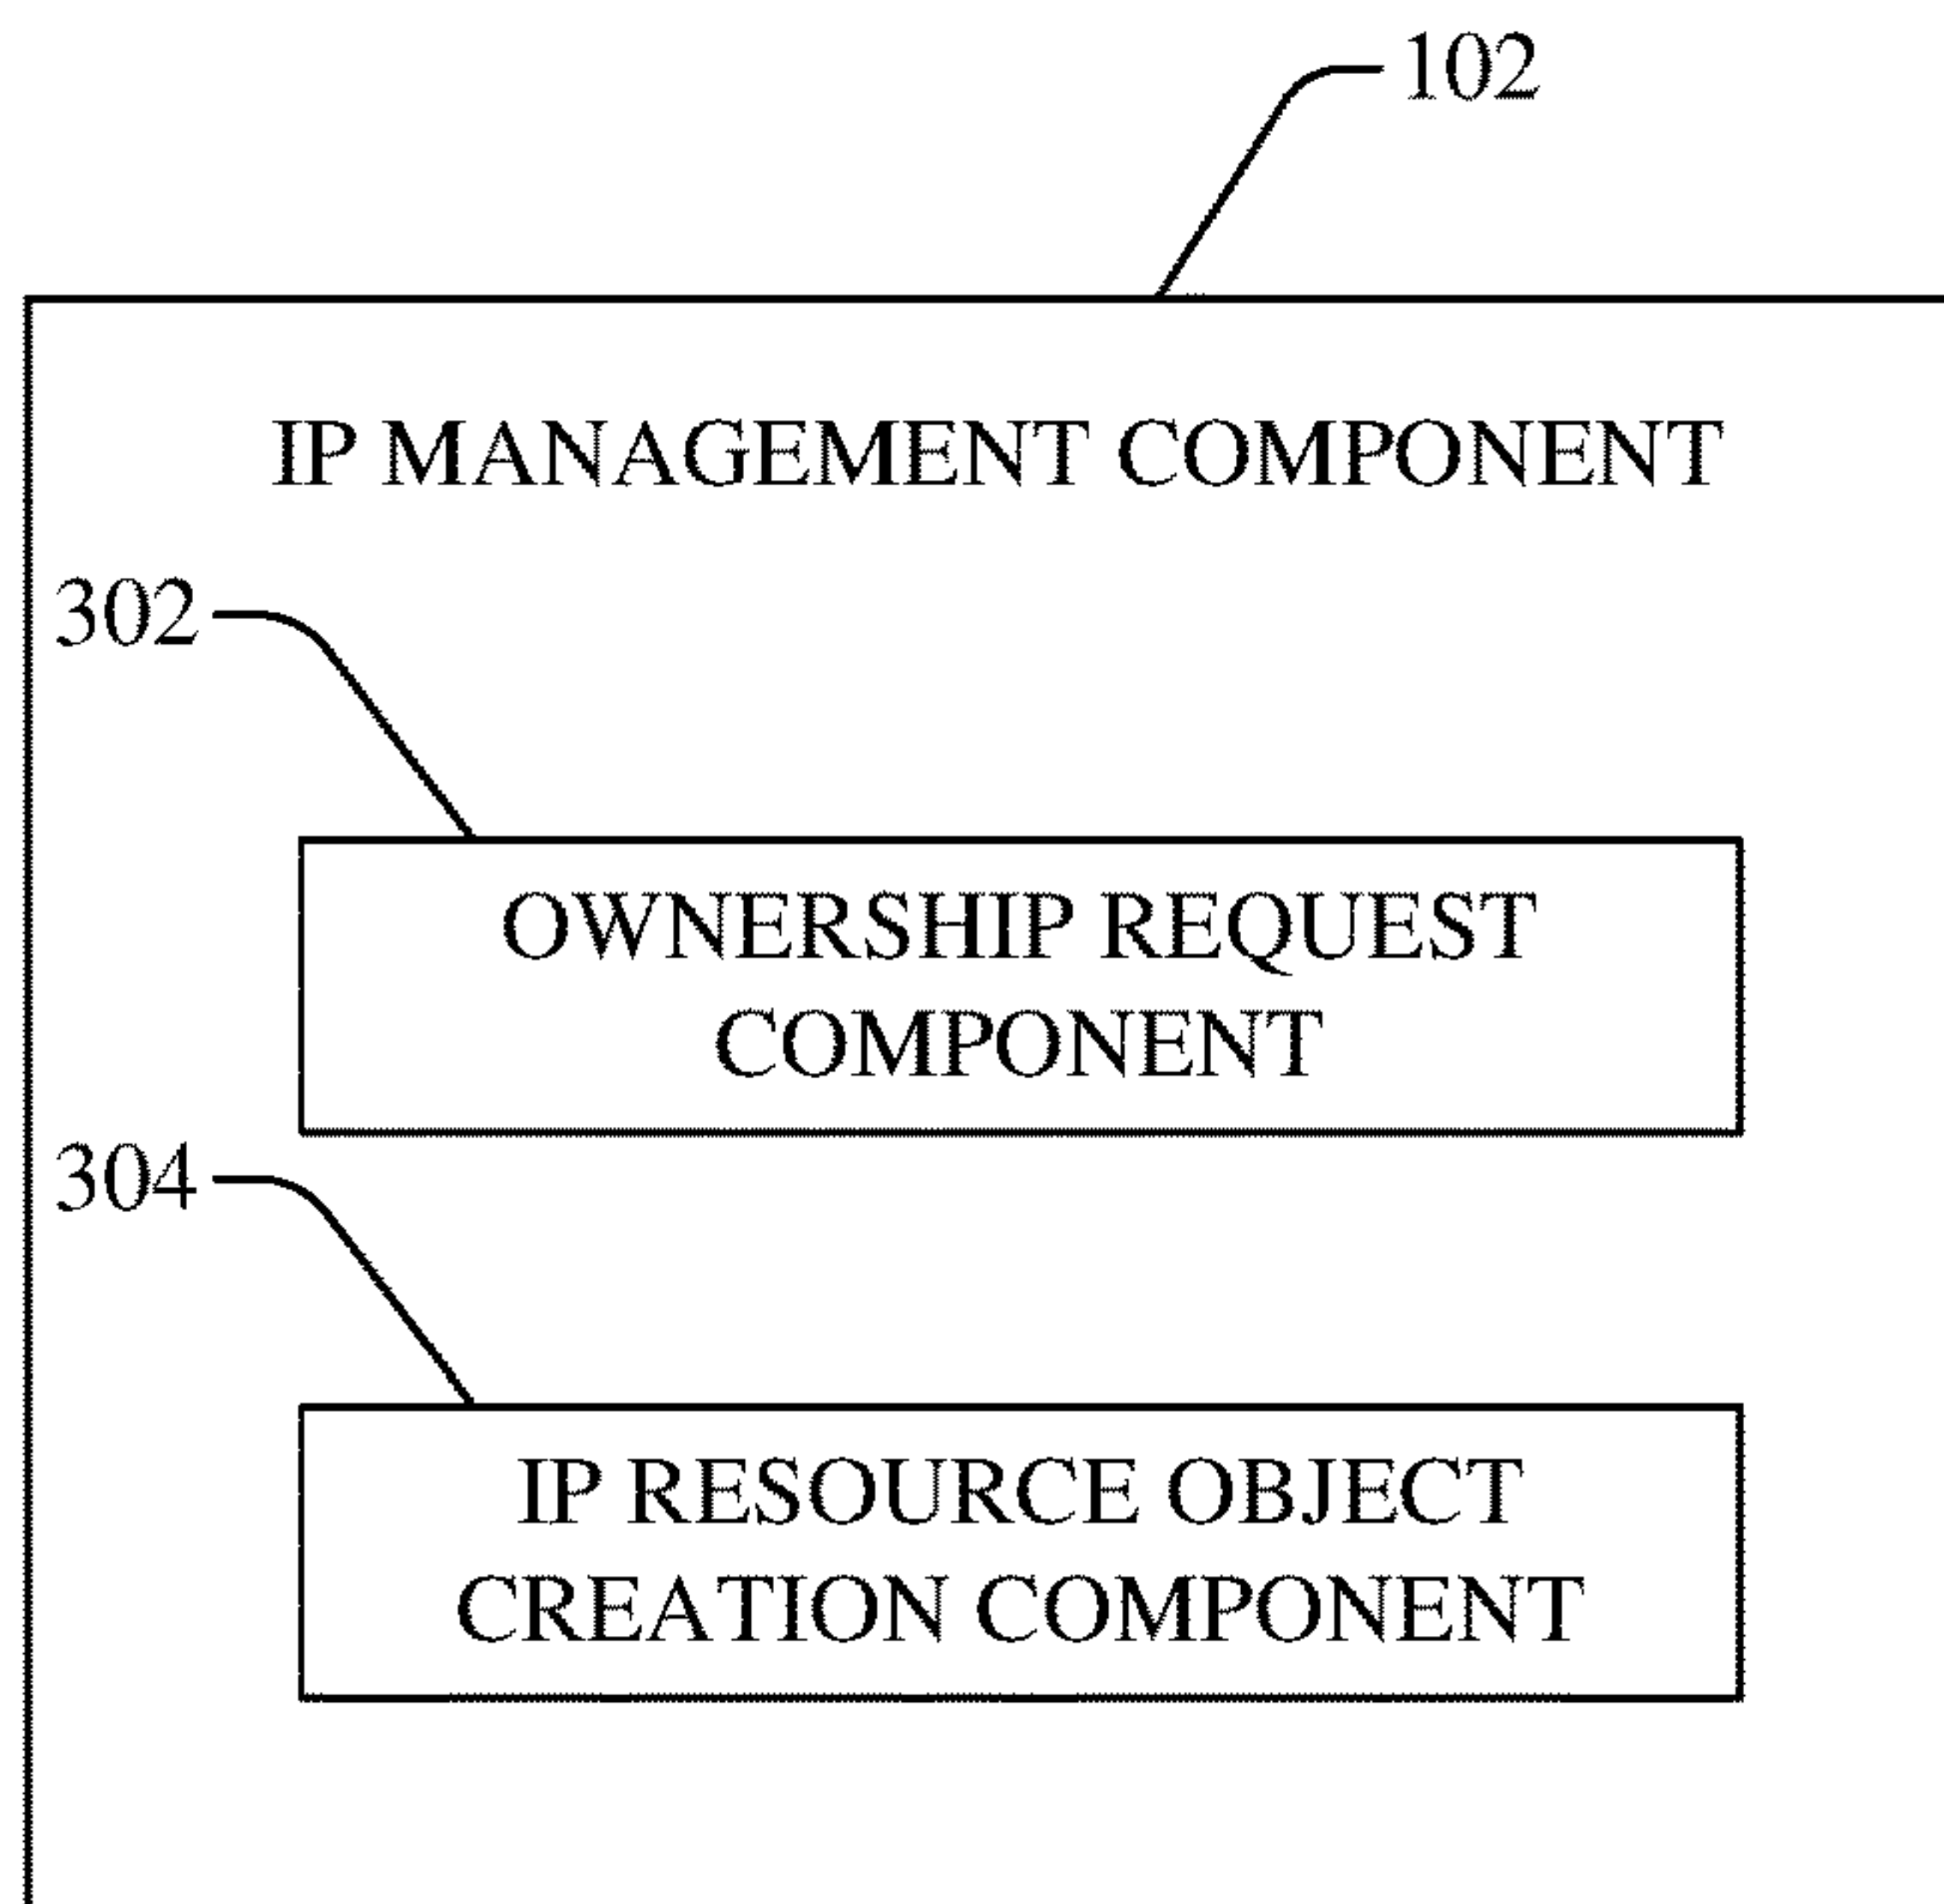 102
IP MANAGEMENT COMPONENT
302
OWNERSHIP REQUEST
COMPONENT
304
IP RESOURCE OBJECT
CREATION COMPONENT